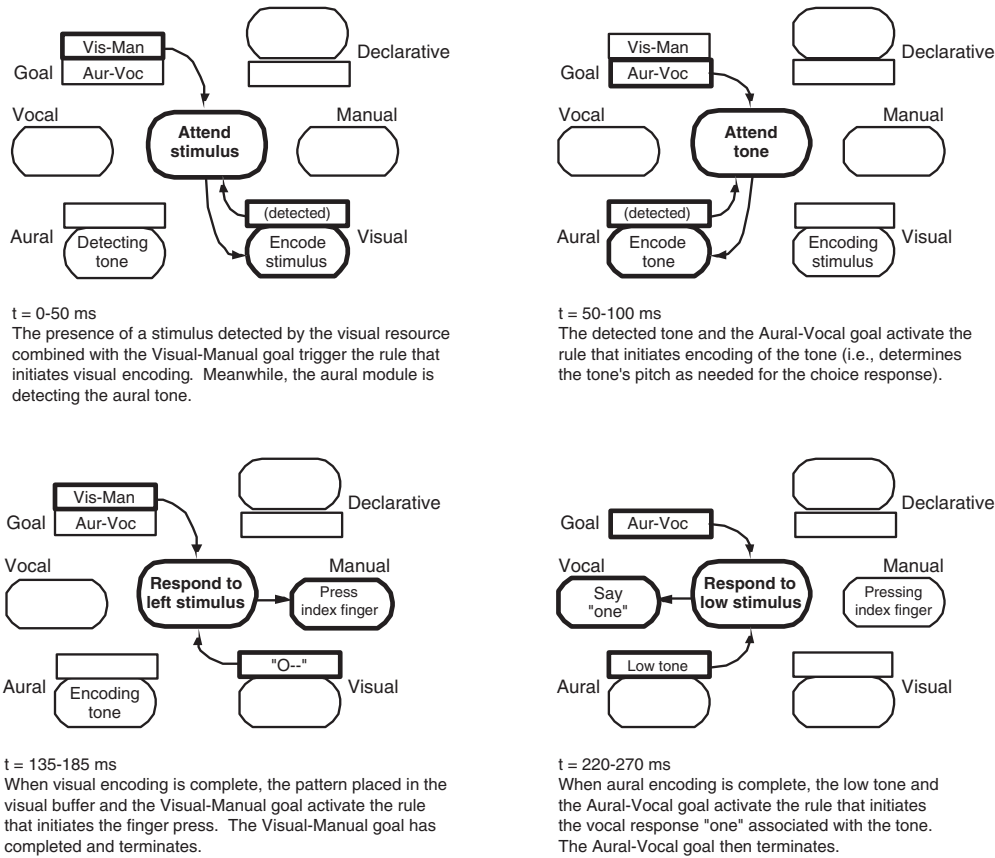 Vis-Man
Goal Aur-Voc
Declarative
Vocal
Manual
Attend
stimulus
(detected)
Aural
Detecting
tone
Encode
stimulus
Visual
t = 0-50 ms
The presence of a stimulus detected by the visual resource
combined with the Visual-Manual goal trigger the rule that
initiates visual encoding.  Meanwhile, the aural module is
detecting the aural tone.
Vis-Man
Goal Aur-Voc
Declarative
Vocal
Manual
Attend
tone
(detected)
Aural
Encode
tone
Encoding
stimulus
Visual
t = 50-100 ms
The detected tone and the Aural-Vocal goal activate the
rule that initiates encoding of the tone (i.e., determines
the tone's pitch as needed for the choice response).
Vis-Man
Goal Aur-Voc
Declarative
Vocal
Manual
Respond to
left stimulus
Press
index finger
"O--"
Aural
Encoding
tone
Visual
t = 135-185 ms
When visual encoding is complete, the pattern placed in the
visual buffer and the Visual-Manual goal activate the rule
that initiates the finger press.  The Visual-Manual goal has
completed and terminates.
Goal Aur-Voc
Declarative
Vocal
Manual
Say
"one"
Respond to
low stimulus
Pressing
index finger
Low tone
Aural
Visual
t = 220-270 ms
When aural encoding is complete, the low tone and
the Aural-Vocal goal activate the rule that initiates
the vocal response "one" associated with the tone.
The Aural-Vocal goal then terminates.